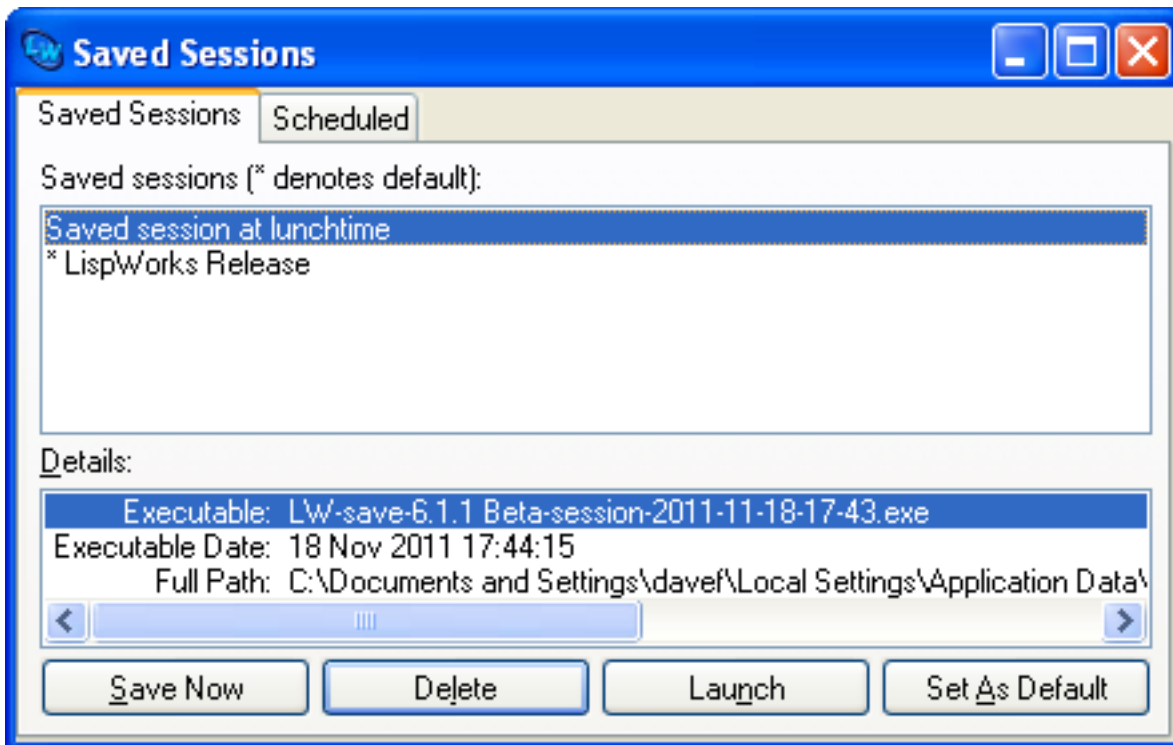 LW Saved Sessions
Saved Sessions Scheduled
Saved sessions (* denotes default):
Saved session at lunchtime
* LispWorks Release
Details:
Executable: LW-save-6.1.1 Beta-session-2011-11-18-17-43.exe
Executable Date: 18 Nov 2011 17:44:15
Full Path: C:\Documents and Settings\davef\Local Settings\Application Data\
Save Now Delete Launch Set As Default